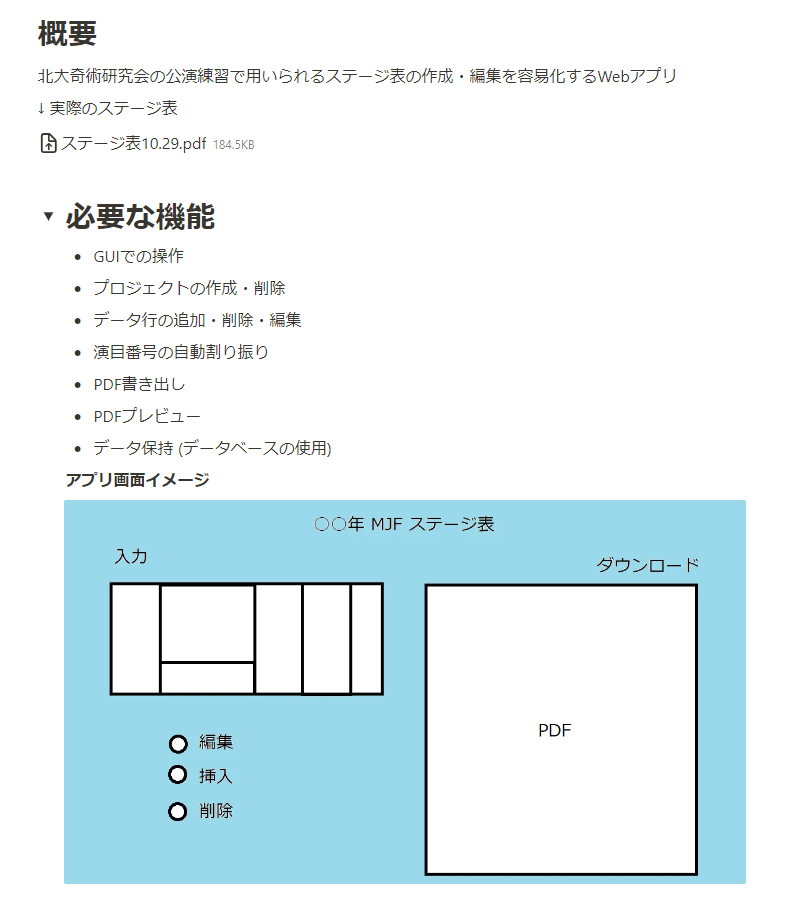 概要
北大奇術研究会の公演練習で用いられるステージ表の作成・編集を容易化するWebアプリ
↓ 実際のステージ表
ステージ表10.29.pdf 184.5KB
▼ 必要な機能
• GUIでの操作
• プロジェクトの作成・削除
• データ行の追加・削除・編集
• 演目番号の自動割り振り
• PDF書き出し
• PDFプレビュー
• データ保持 (データベースの使用)
アプリ画面イメージ
〇〇年 MJF ステージ表
入力
ダウンロード
PDF
編集
挿入
削除